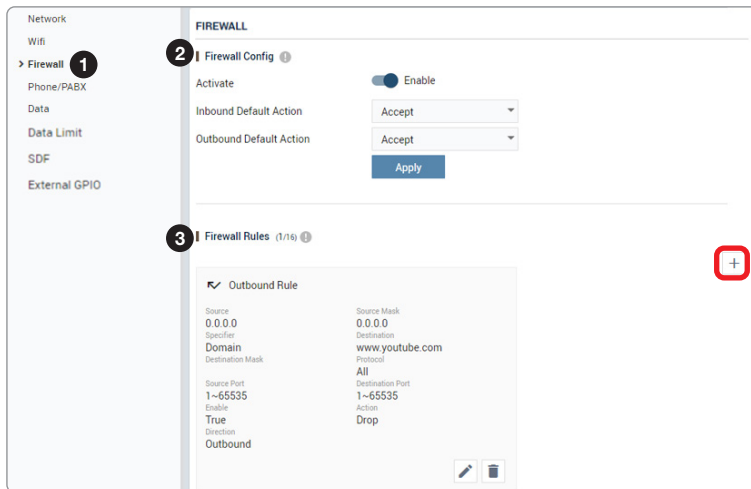 Network
Wifi
> Firewall 1
Phone/PABX
Data
Data Limit
SDF
External GPIO
FIREWALL
2 Firewall Config !
Activate Enable
Inbound Default Action Accept
Outbound Default Action Accept
Apply
3 Firewall Rules (1/16) !
+
Outbound Rule
Source Source Mask
0.0.0.0 0.0.0.0
Specifier Destination
Domain www.youtube.com
Destination Mask Protocol
All
Source Port Destination Port
1~65535 1~65535
Enable Action
True Drop
Direction
Outbound